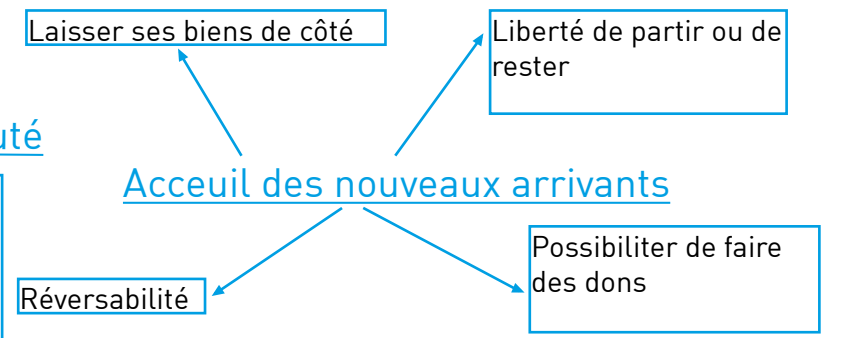 Laisser ses biens de côté
Liberté de partir ou de
rester
Acceuil des nouveaux arrivants
Réversabilité
Possibiliter de faire
des dons